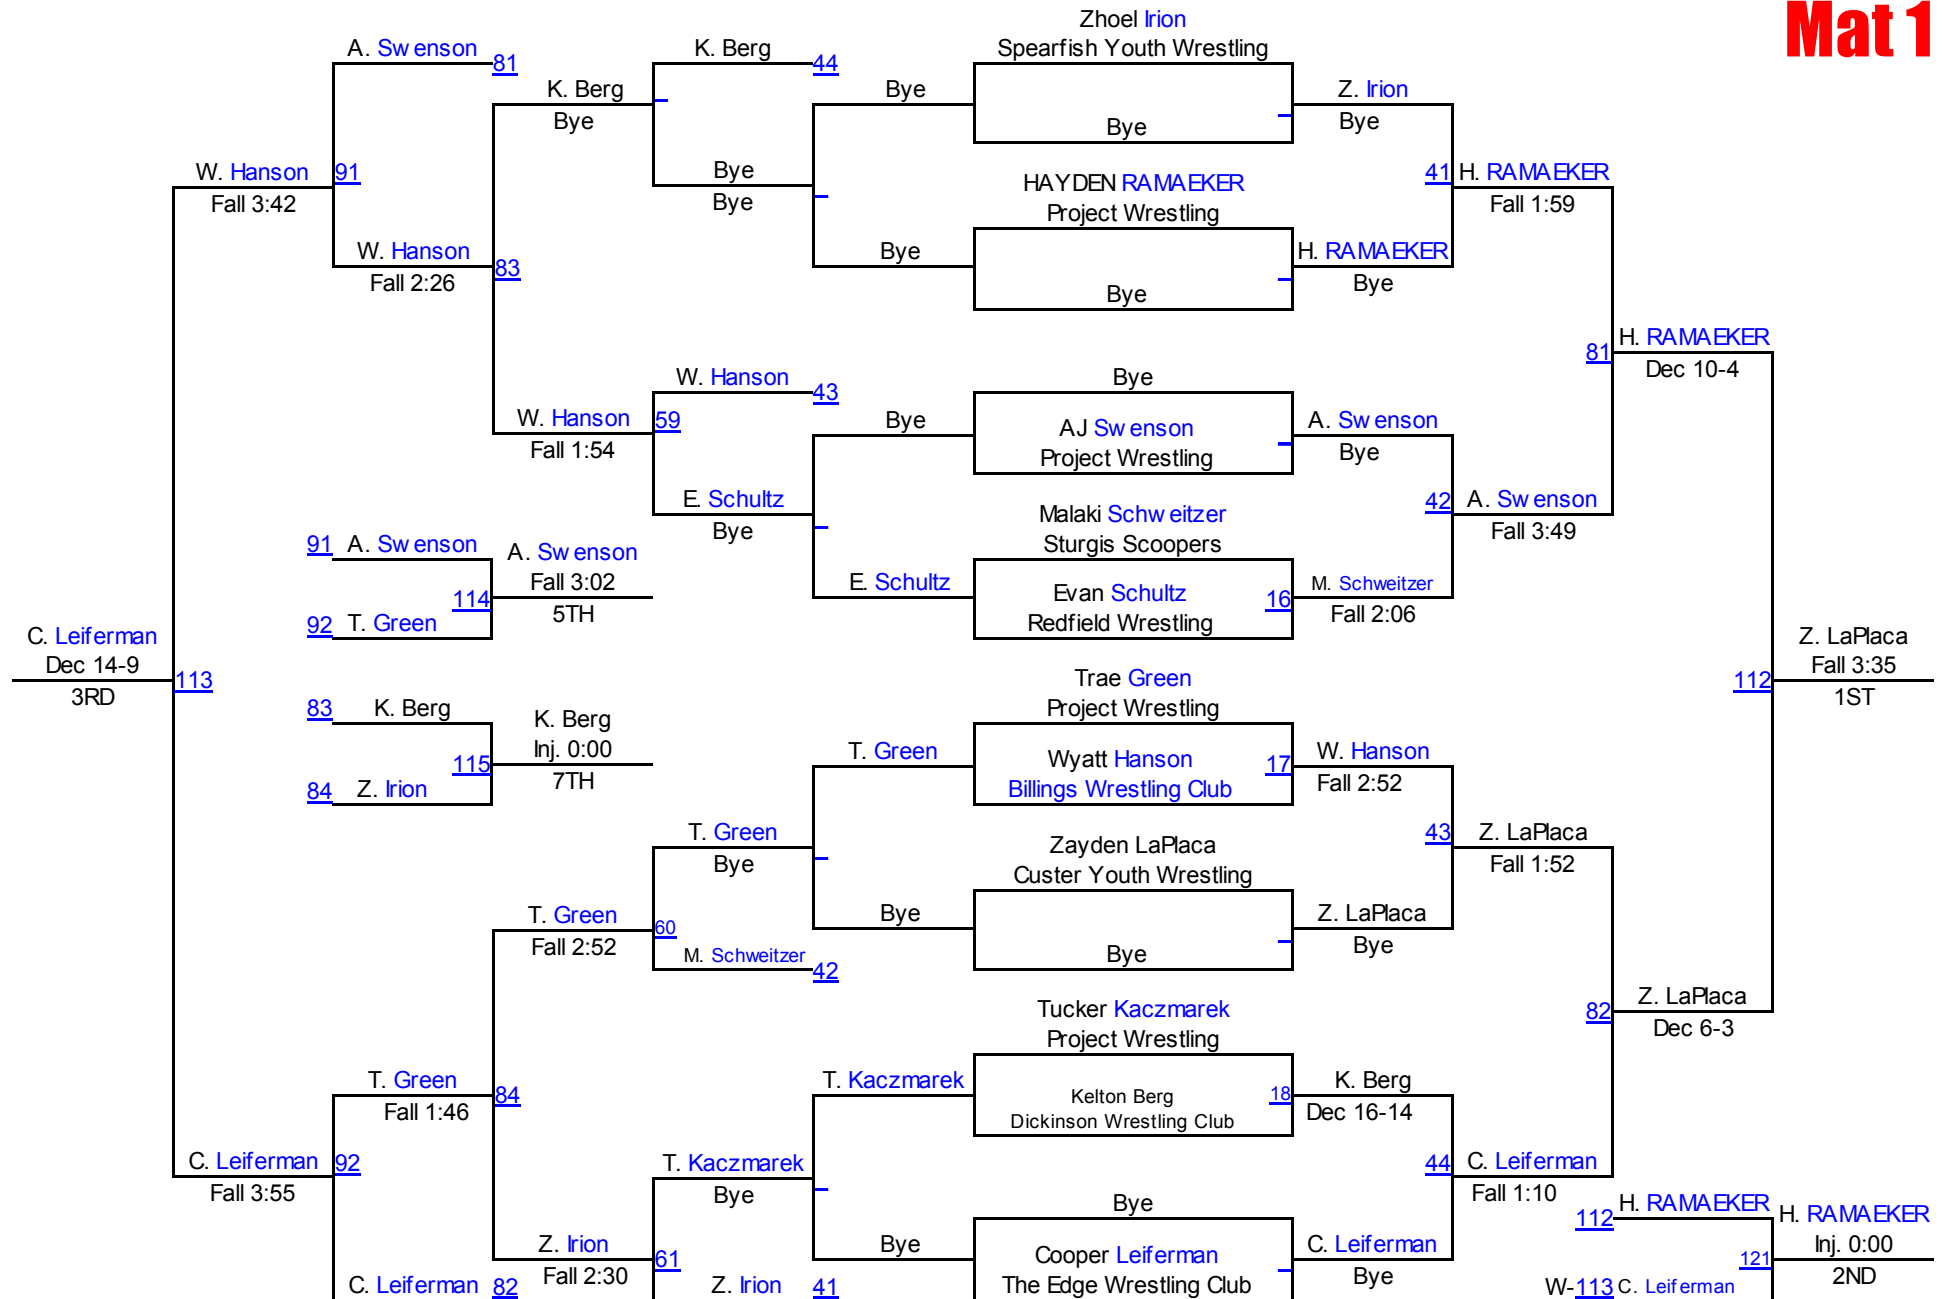 Mat 1
Zhoel Irion
A. Swenson
K. Berg
Spearfish Youth Wrestling
81
44
K. Berg
Bye
Z. Irion
Bye
Bye
Bye
W. Hanson
91
Bye
HAYDEN RAMAEKER
41
H. RAMAEKER
Fall 3:42
Bye
Project Wrestling
Fall 1:59
W. Hanson
83
Bye
H. RAMAEKER
Fall 2:26
Bye
Bye
H. RAMAEKER
81
Dec 10-4
W. Hanson
43
Bye
W. Hanson
59
Bye
AJ Swenson
A. Swenson
Fall 1:54
Project Wrestling
Bye
E. Schultz
Malaki Schweitzer
42
A. Swenson
Bye
Sturgis Scoopers
Fall 3:49
91
A. Swenson
A. Swenson
Fall 3:02
E. Schultz
Evan Schultz
16
M. Schweitzer
114
5TH
Redfield Wrestling
Fall 2:06
92
T. Green
C. Leiferman
Z. LaPlaca
Dec 14-9
Fall 3:35
113
Trae Green
112
3RD
1ST
83
K. Berg
K. Berg
Project Wrestling
Inj. 0:00
T. Green
Wyatt Hanson
17
W. Hanson
115
7TH
Billings Wrestling Club
Fall 2:52
84
Z. Irion
T. Green
Zayden LaPlaca
43
Z. LaPlaca
Bye
Custer Youth Wrestling
Fall 1:52
T. Green
60
Bye
Z. LaPlaca
Fall 2:52
M. Schweitzer
42
Bye
Bye
Tucker Kaczmarek
82
Z. LaPlaca
Project Wrestling
Dec 6-3
T. Green
84
T. Kaczmarek
Kelton Berg
18
K. Berg
Fall 1:46
Dickinson Wrestling Club
Dec 16-14
C. Leiferman
92
T. Kaczmarek
44
C. Leiferman
Fall 3:55
Bye
Bye
Fall 1:10
112
H. RAMAEKER
H. RAMAEKER
Z. Irion
61
Bye
Cooper Leiferman
C. Leiferman
121
Inj. 0:00
Fall 2:30
Bye
2ND
C. Leiferman
82
Z. Irion
41
The Edge Wrestling Club
W-113
C. Leiferman